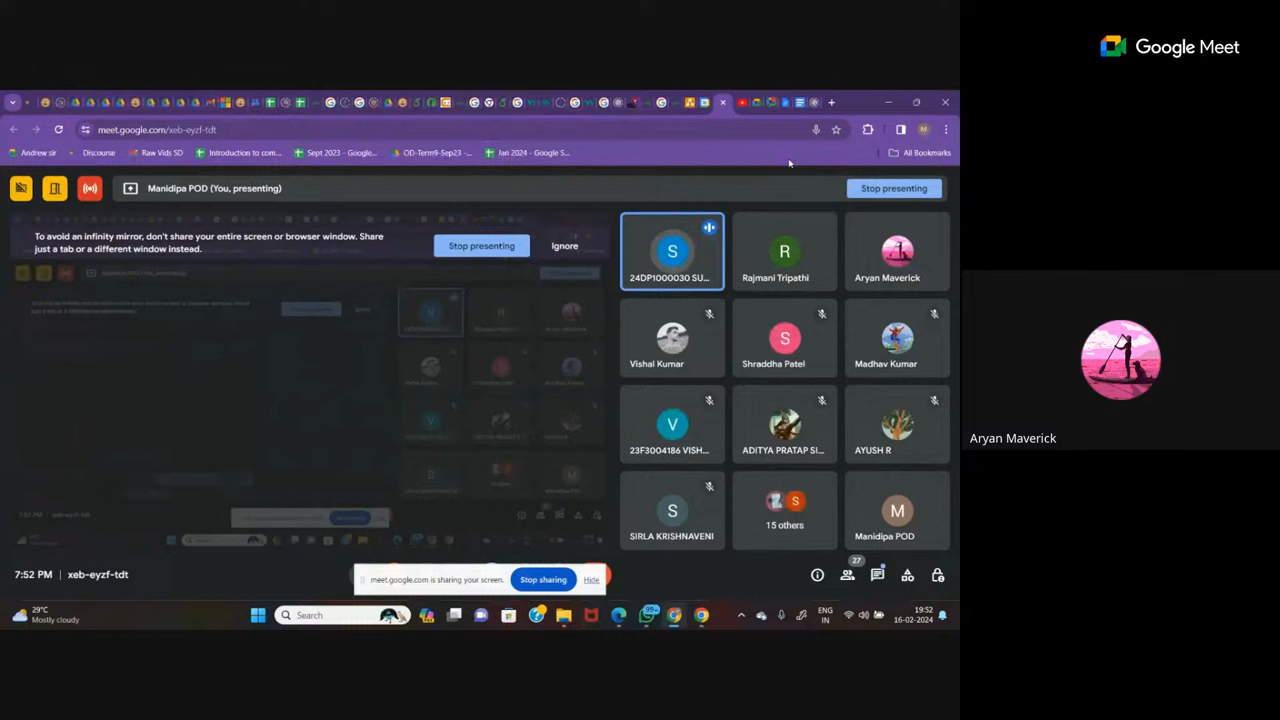 Google Meet
meet.google.com/xeb-eyzf-tdt
Andrew sir
Discourse
Raw Vids SD
Introduction to com...
Sept 2023 - Google...
OD-Term9-Sep23 -...
Jan 2024 - Google S...
All Bookmarks
Manidipa POD (You, presenting)
Stop presenting
To avoid an infinity mirror, don't share your entire screen or browser window. Share
just a tab or a different window instead.
Stop presenting
Ignore
S
24DP1000030 SU...
R
Rajmani Tripathi
Aryan Maverick
Vishal Kumar
S
Shraddha Patel
Madhav Kumar
V
23F3004186 VISH...
ADITYA PRATAP SI...
AYUSH R
S
SIRLA KRISHNAVENI
S
15 others
M
Manidipa POD
Aryan Maverick
7:52 PM | xeb-eyzf-tdt
meet.google.com is sharing your screen.
Stop sharing
Hide
27
29°C
Mostly cloudy
Search
99+
ENG
IN
19:52
16-02-2024